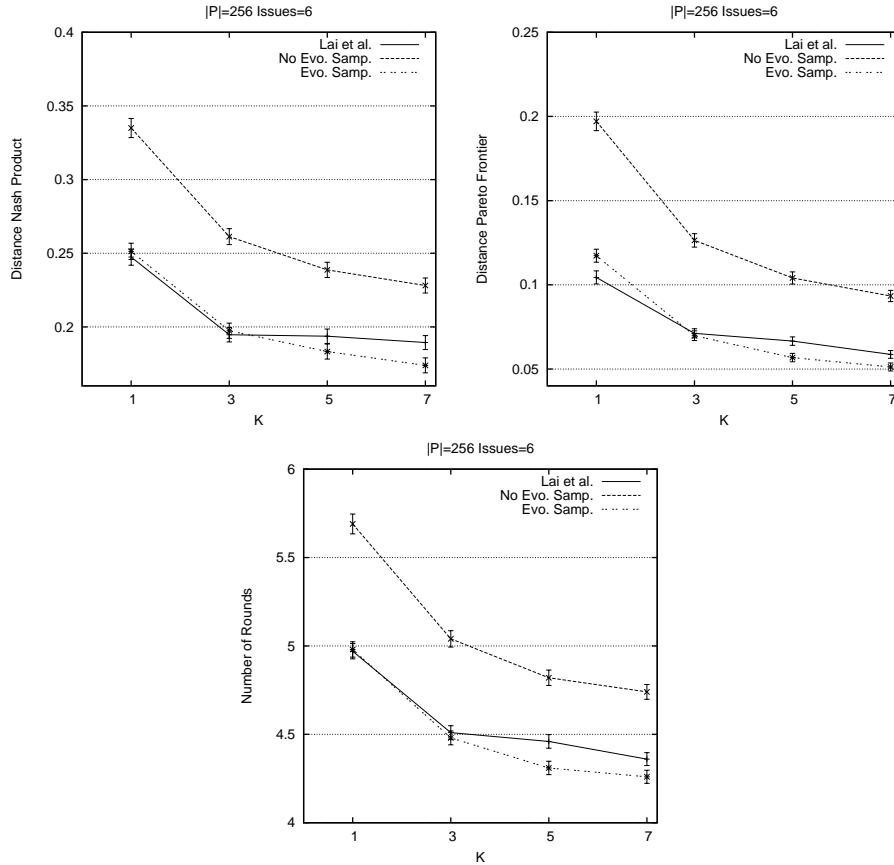 |P|=256 Issues=6
Lai et al.
No Evo. Samp.
Evo. Samp.
0.4
0.35
0.3
0.25
0.2
Distance Nash Product
1 3 5 7
K
|P|=256 Issues=6
Lai et al.
No Evo. Samp.
Evo. Samp.
0.25
0.2
0.15
0.1
0.05
Distance Pareto Frontier
1 3 5 7
K
|P|=256 Issues=6
Lai et al.
No Evo. Samp.
Evo. Samp.
6
5.5
5
4.5
4
Number of Rounds
1 3 5 7
K